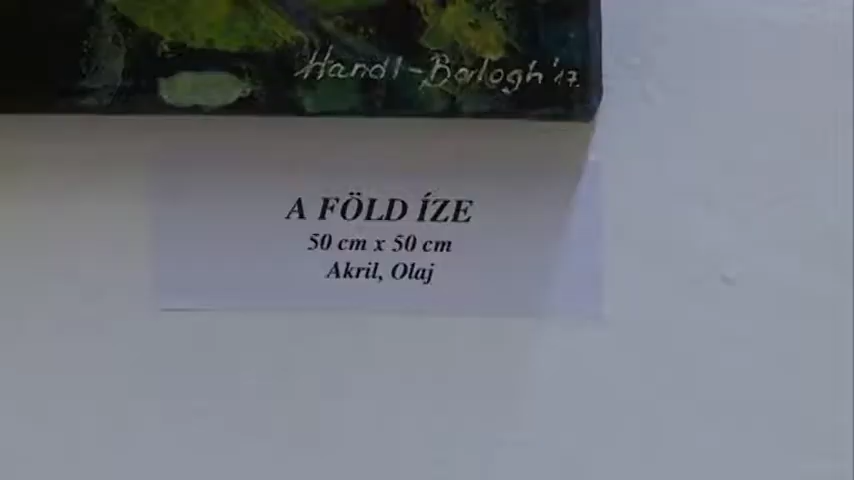 Handl-Balogh '17.
A FÖLD ÍZE
50 cm x 50 cm
Akril, Olaj